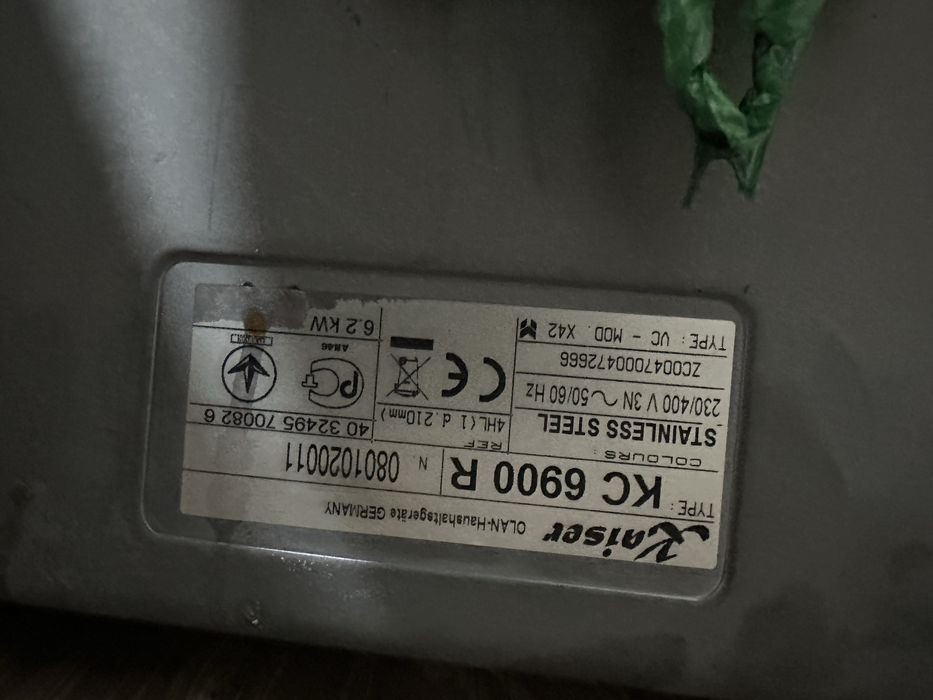 Kaiser
OLAN-Haushaltsgeräte GERMANY
TYPE: KC 6900 R
N 0801020011
COLOURS:
STAINLESS STEEL
REF
4HL(1 d.210mm)
40 32495 70082 6
230/400 V 3N ~ 50/60 Hz
ZC0047000472666
TYPE: VC - MOD. X42
CE
PC
6.2 KW